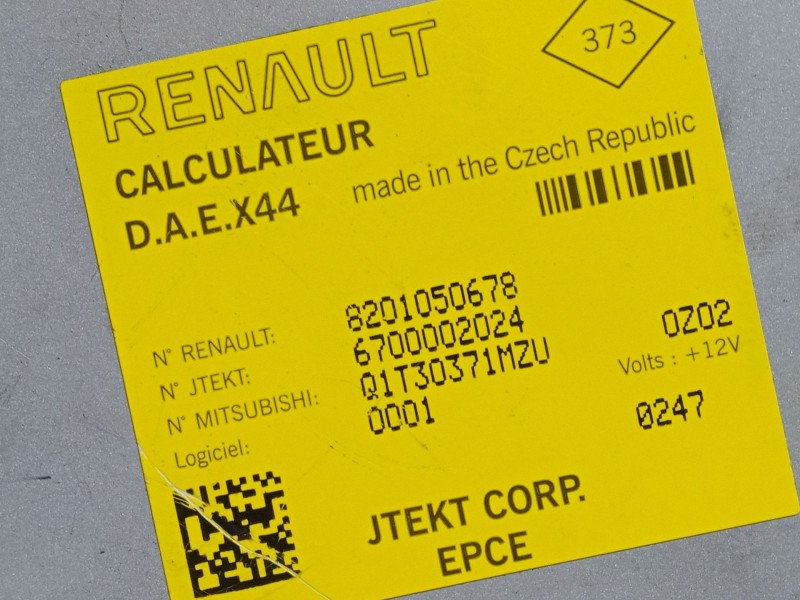 RENAULT
373
CALCULATEUR
made in the Czech Republic
D.A.E.X44
N° RENAULT: 8201050678
N° JTEKT: 6700002024 0Z02
N° MITSUBISHI: Q1T30371MZU Volts : +12V
Logiciel: 0001 0247
JTEKT CORP.
EPCE